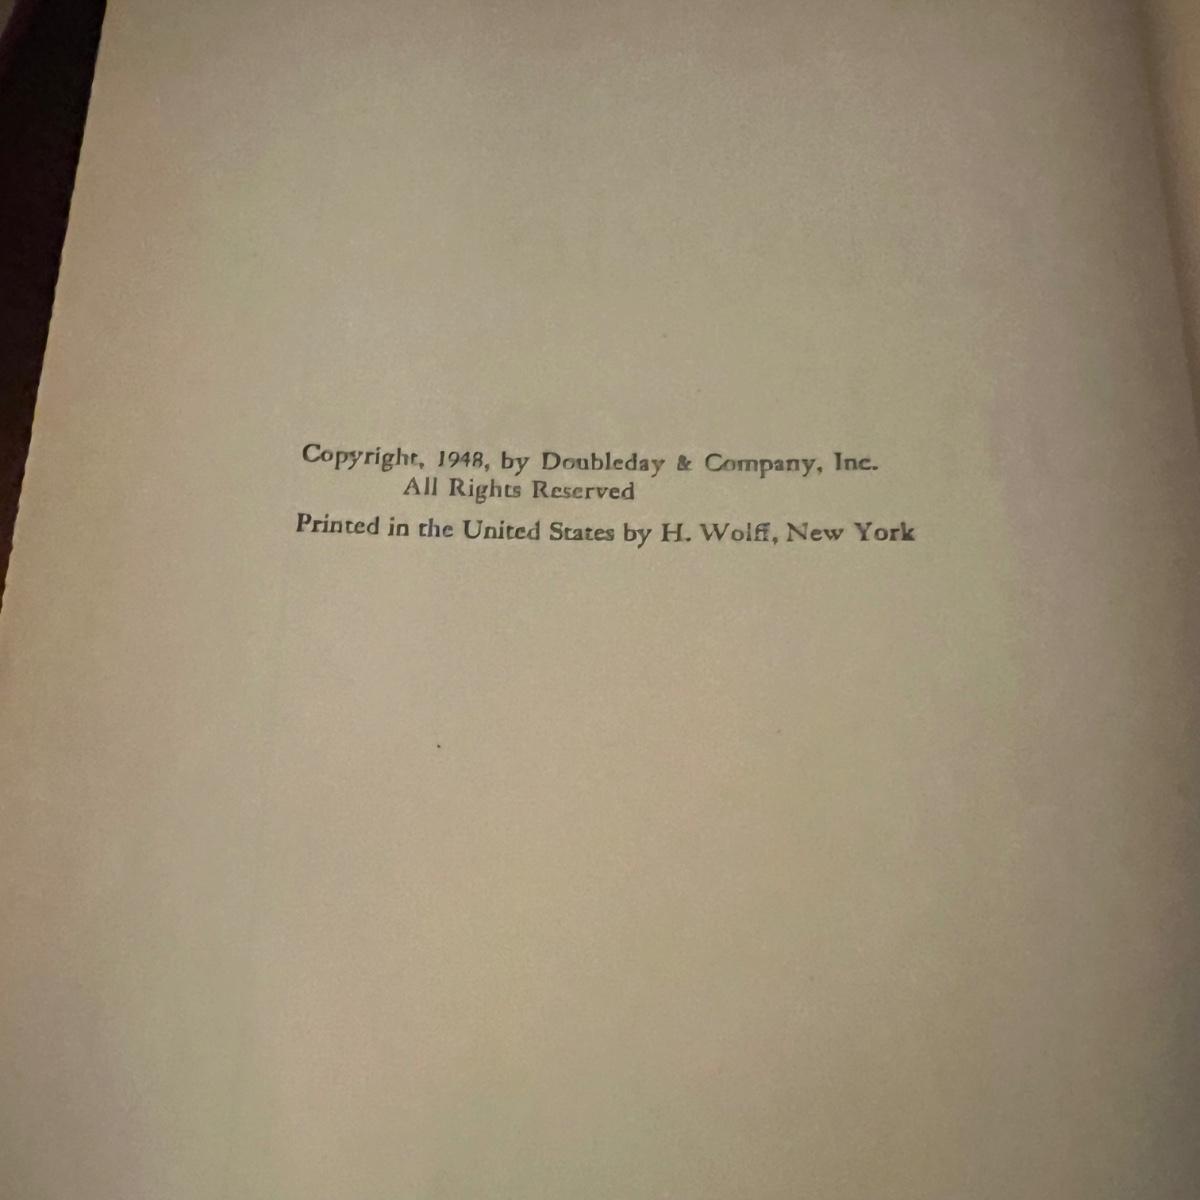 Copyright, 1948, by Doubleday & Company, Inc.
All Rights Reserved
Printed in the United States by H. Wolff, New York